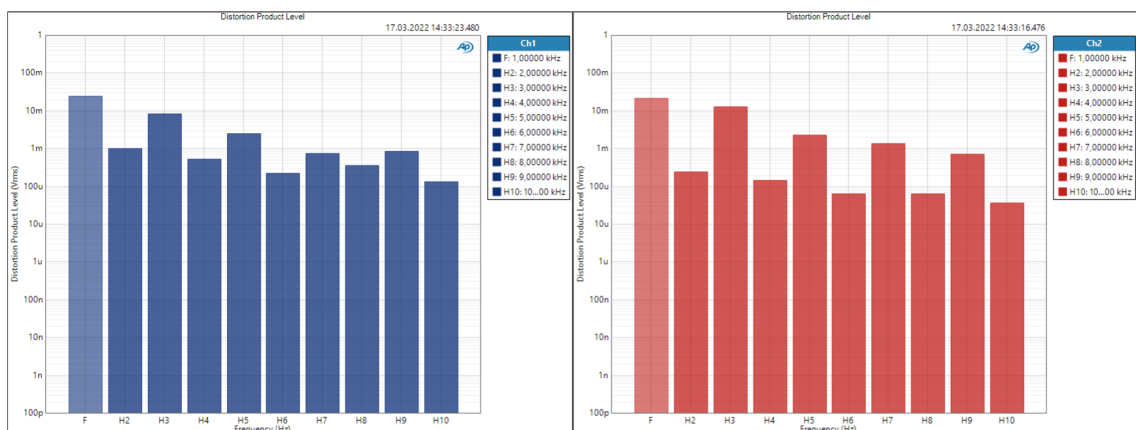 Distortion Product Level
17.03.2022 14:33:23.480
Distortion Product Level (Vrms)
1
100m
10m
1m
100u
10u
1u
100n
10n
1n
100p
F H2 H3 H4 H5 H6 H7 H8 H9 H10
Frequency (Hz)
AP
Ch1
F: 1,00000 kHz
H2: 2,00000 kHz
H3: 3,00000 kHz
H4: 4,00000 kHz
H5: 5,00000 kHz
H6: 6,00000 kHz
H7: 7,00000 kHz
H8: 8,00000 kHz
H9: 9,00000 kHz
H10: 10...00 kHz
Distortion Product Level
17.03.2022 14:33:16.476
Distortion Product Level (Vrms)
1
100m
10m
1m
100u
10u
1u
100n
10n
1n
100p
F H2 H3 H4 H5 H6 H7 H8 H9 H10
Frequency (Hz)
AP
Ch2
F: 1,00000 kHz
H2: 2,00000 kHz
H3: 3,00000 kHz
H4: 4,00000 kHz
H5: 5,00000 kHz
H6: 6,00000 kHz
H7: 7,00000 kHz
H8: 8,00000 kHz
H9: 9,00000 kHz
H10: 10...00 kHz